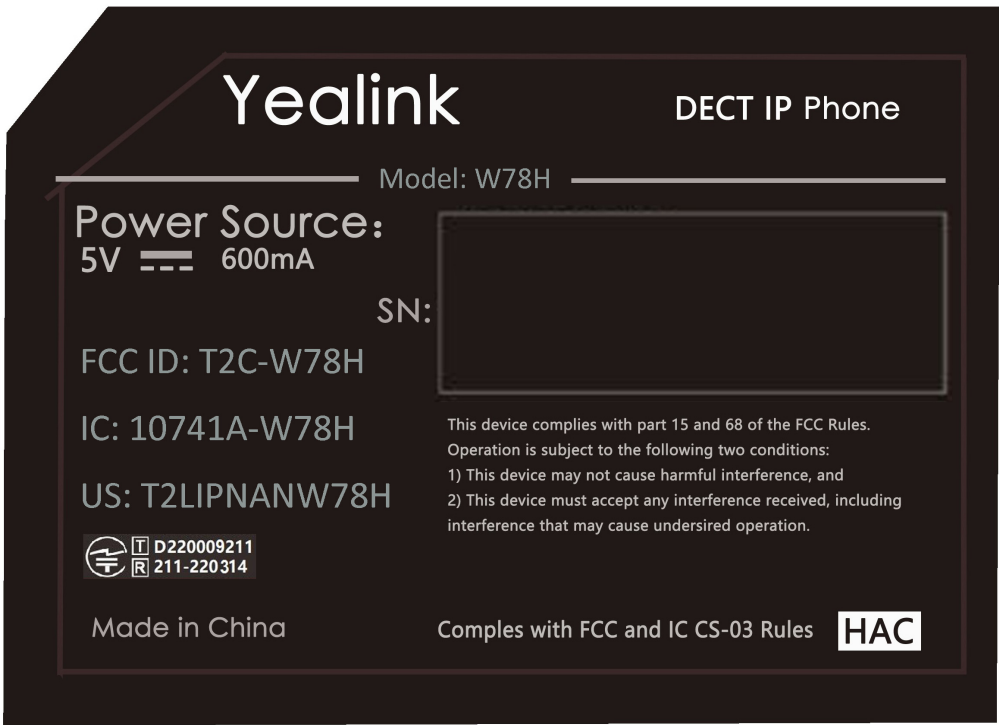 Yealink
DECT IP Phone
Model: W78H
Power Source:
5V 600mA
SN:
FCC ID: T2C-W78H
IC: 10741A-W78H
US: T2LIPNANW78H
T D220009211
R 211-220314
This device complies with part 15 and 68 of the FCC Rules.
Operation is subject to the following two conditions:
1) This device may not cause harmful interference, and
2) This device must accept any interference received, including
interference that may cause undersired operation.
Made in China
Comples with FCC and IC CS-03 Rules
HAC